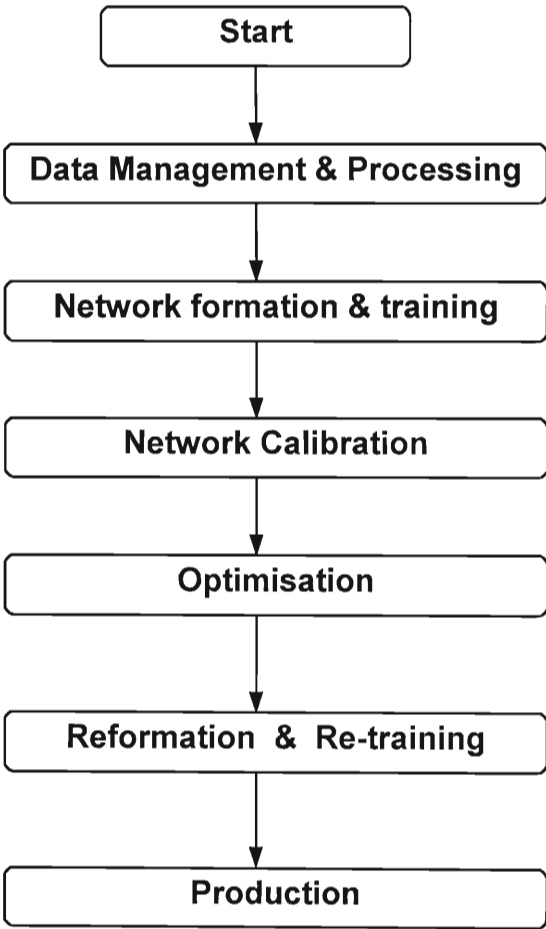 Start
Data Management & Processing
Network formation & training
Network Calibration
Optimisation
Reformation & Re-training
Production